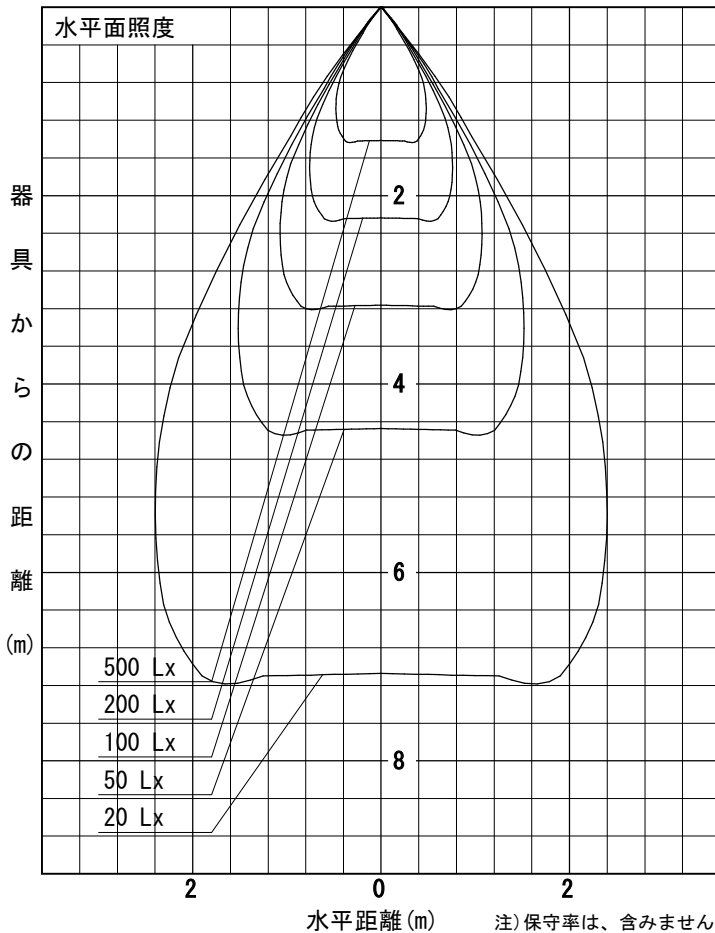 水平面照度
器具からの距離(m)
2
4
6
8
500 Lx
200 Lx
100 Lx
50 Lx
20 Lx
2
0
2
水平距離(m)
注)保守率は、含みません